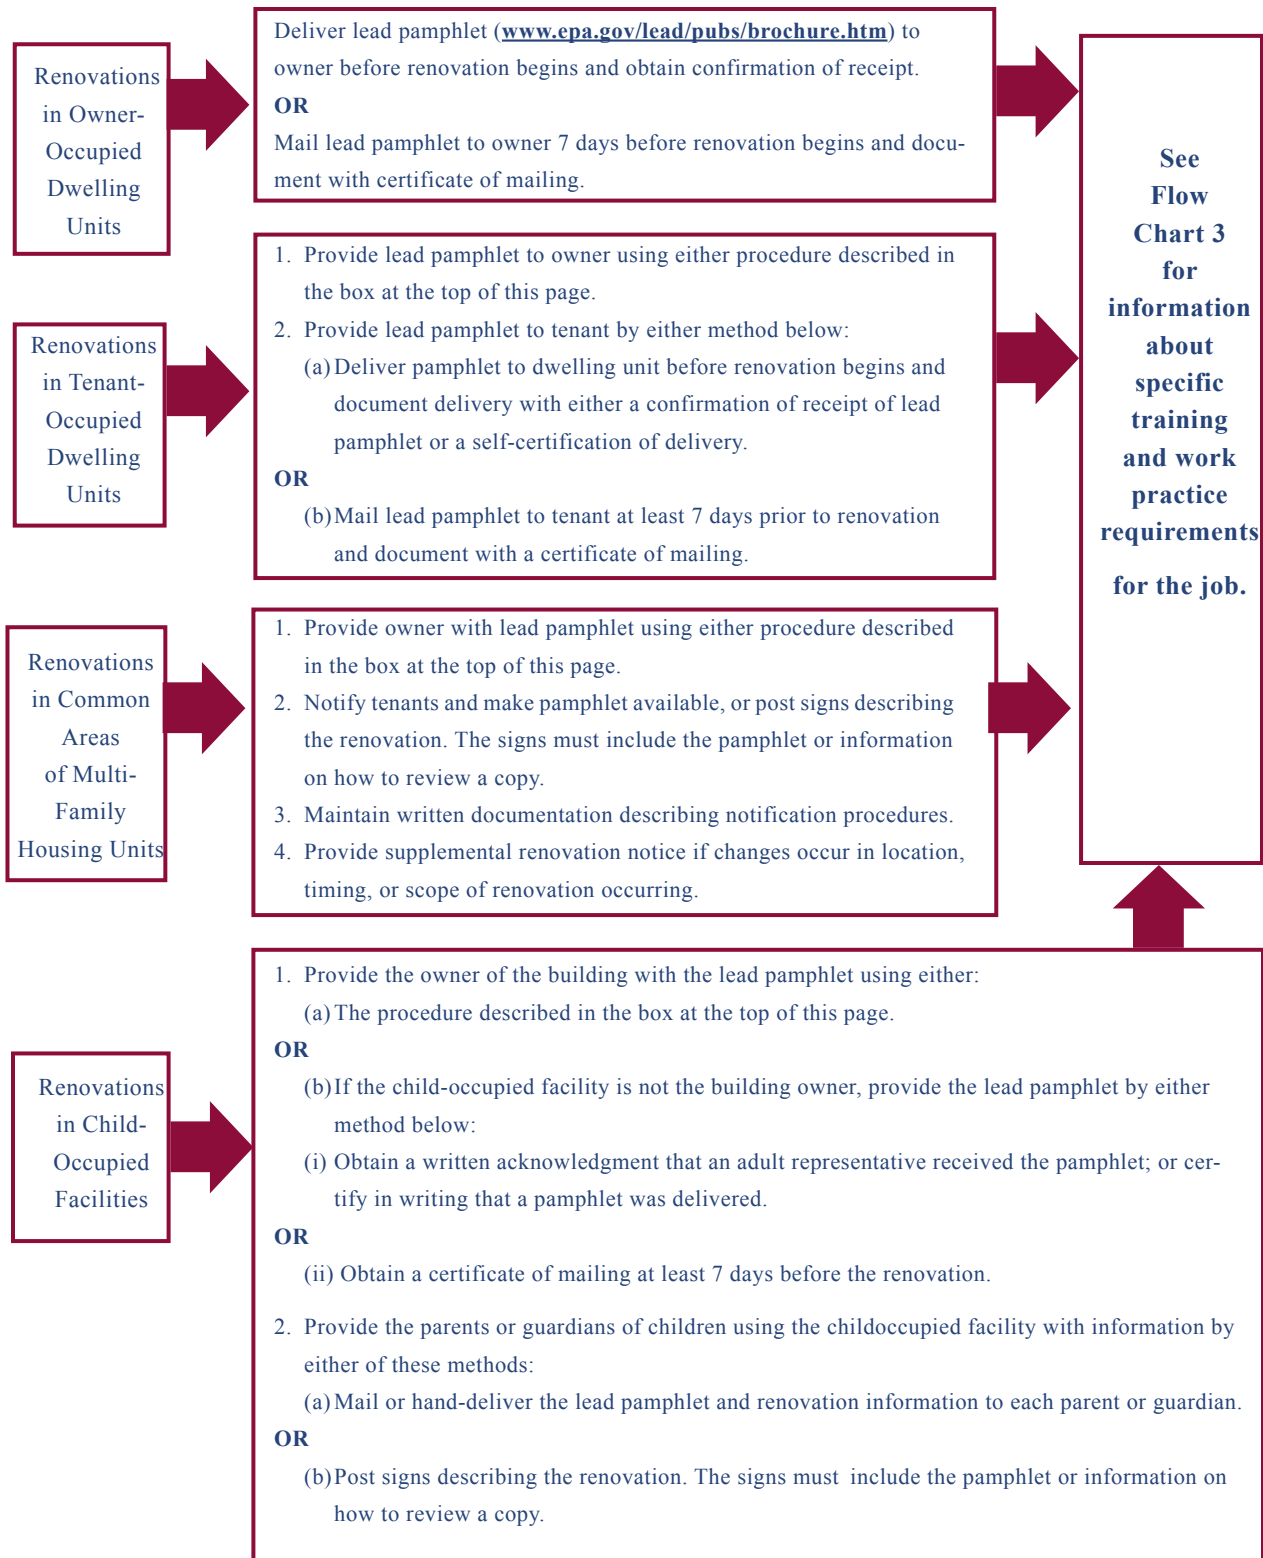 Renovations
in Owner-
Occupied
Dwelling
Units
Deliver lead pamphlet (www.epa.gov/lead/pubs/brochure.htm) to
owner before renovation begins and obtain confirmation of receipt.
OR
Mail lead pamphlet to owner 7 days before renovation begins and docu-
ment with certificate of mailing.
Renovations
in Tenant-
Occupied
Dwelling
Units
1. Provide lead pamphlet to owner using either procedure described in
the box at the top of this page.
2. Provide lead pamphlet to tenant by either method below:
(a) Deliver pamphlet to dwelling unit before renovation begins and
document delivery with either a confirmation of receipt of lead
pamphlet or a self-certification of delivery.
OR
(b) Mail lead pamphlet to tenant at least 7 days prior to renovation
and document with a certificate of mailing.
Renovations
in Common
Areas
of Multi-
Family
Housing Units
1. Provide owner with lead pamphlet using either procedure described
in the box at the top of this page.
2. Notify tenants and make pamphlet available, or post signs describing
the renovation. The signs must include the pamphlet or information
on how to review a copy.
3. Maintain written documentation describing notification procedures.
4. Provide supplemental renovation notice if changes occur in location,
timing, or scope of renovation occurring.
Renovations
in Child-
Occupied
Facilities
1. Provide the owner of the building with the lead pamphlet using either:
(a) The procedure described in the box at the top of this page.
OR
(b) If the child-occupied facility is not the building owner, provide the lead pamphlet by either
method below:
(i) Obtain a written acknowledgment that an adult representative received the pamphlet; or cer-
tify in writing that a pamphlet was delivered.
OR
(ii) Obtain a certificate of mailing at least 7 days before the renovation.
2. Provide the parents or guardians of children using the childoccupied facility with information by
either of these methods:
(a) Mail or hand-deliver the lead pamphlet and renovation information to each parent or guardian.
OR
(b) Post signs describing the renovation. The signs must include the pamphlet or information on
how to review a copy.
See
Flow
Chart 3
for
information
about
specific
training
and work
practice
requirements
for the job.